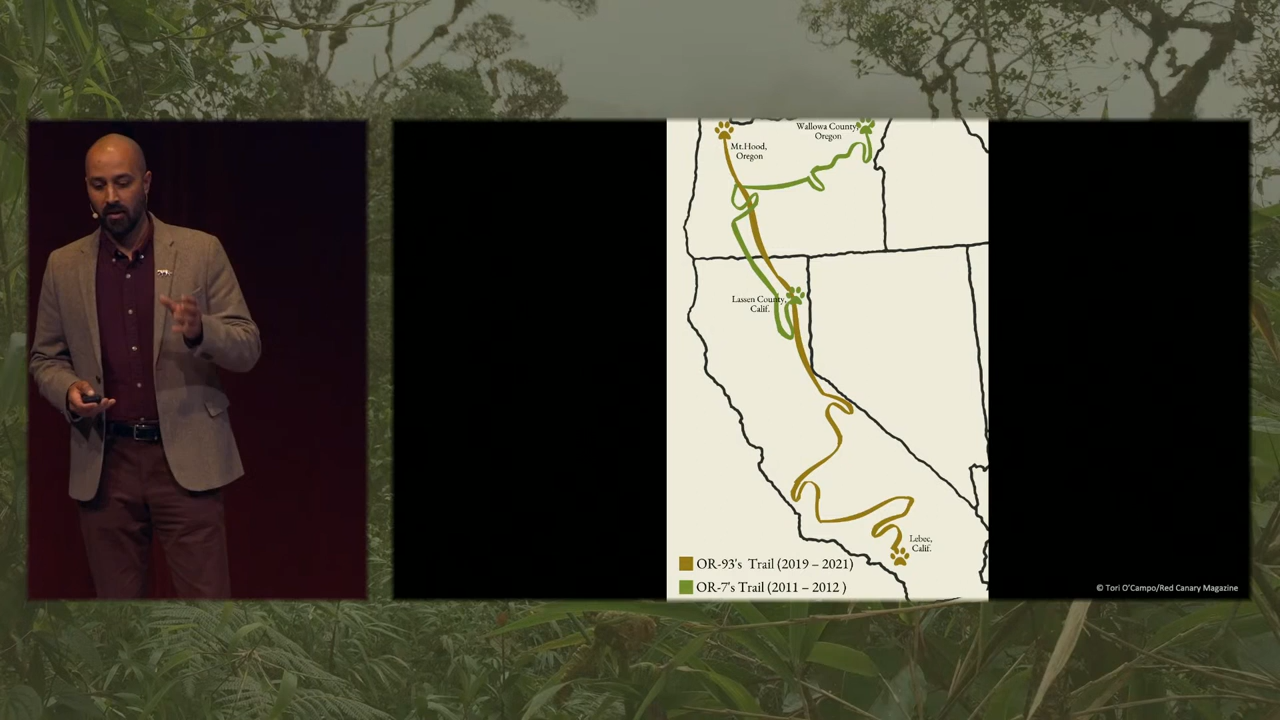 Wallowa County,
Oregon
Mt.Hood,
Oregon
Lassen County,
Calif.
Lebec,
Calif.
OR-93's Trail (2019 – 2021)
OR-7's Trail (2011 – 2012 )
© Tori O'Campo/Red Canary Magazine